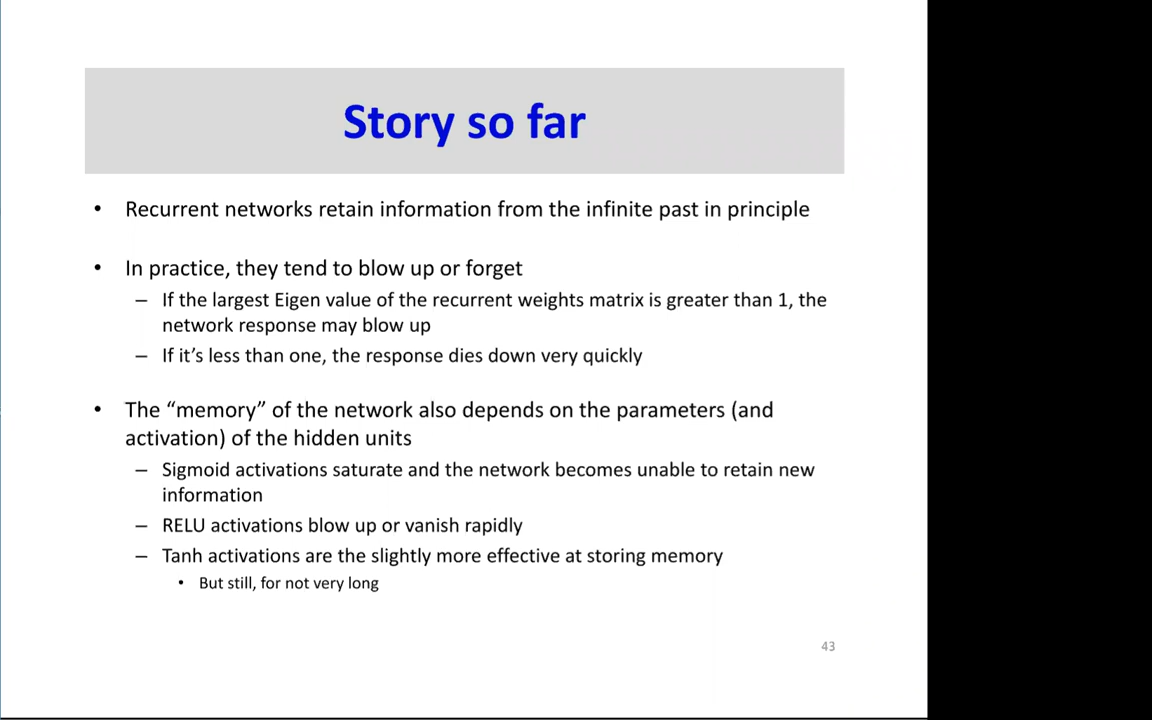 Story so far
• Recurrent networks retain information from the infinite past in principle
• In practice, they tend to blow up or forget
– If the largest Eigen value of the recurrent weights matrix is greater than 1, the
network response may blow up
– If it’s less than one, the response dies down very quickly
• The “memory” of the network also depends on the parameters (and
activation) of the hidden units
– Sigmoid activations saturate and the network becomes unable to retain new
information
– RELU activations blow up or vanish rapidly
– Tanh activations are the slightly more effective at storing memory
• But still, for not very long
43